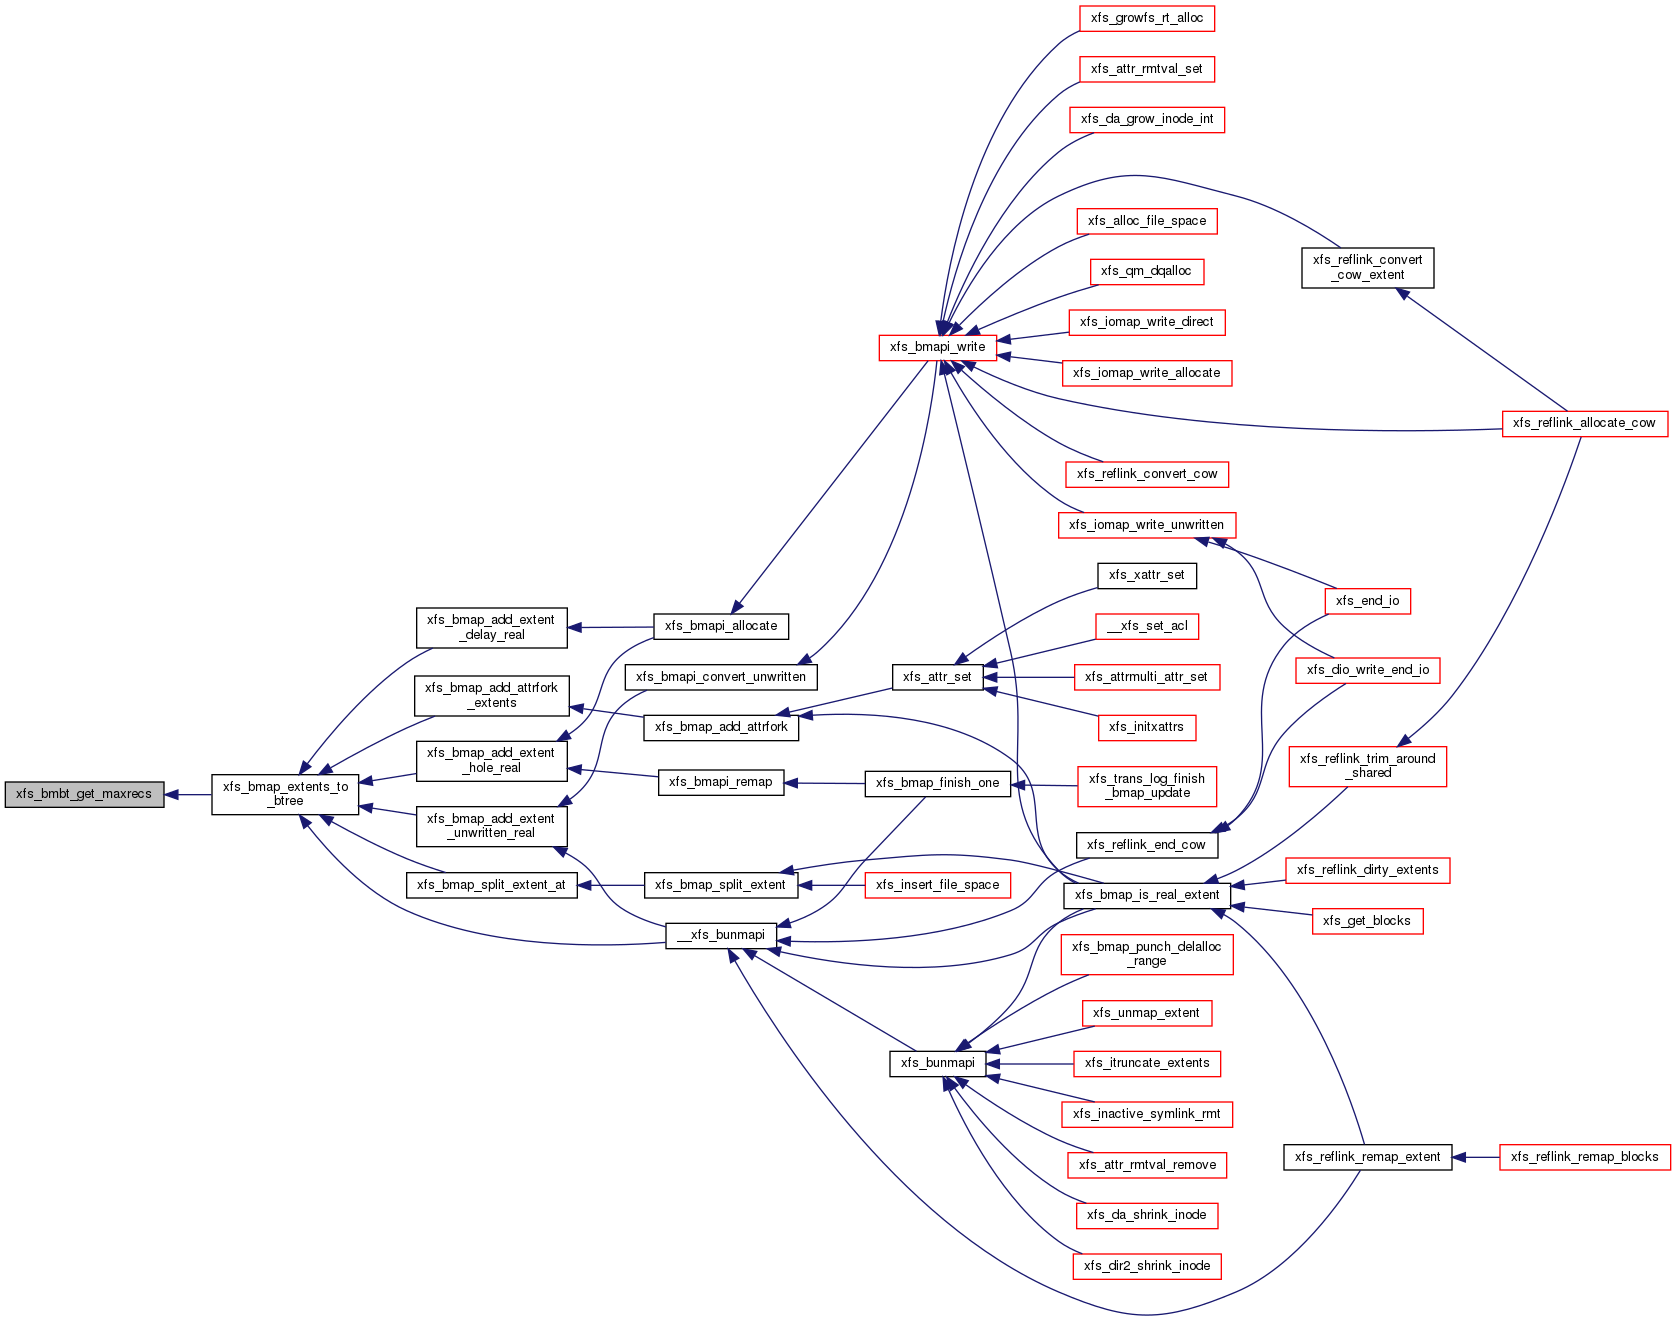 xfs_growfs_rt_alloc
xfs_attr_rmtval_set
xfs_da_grow_inode_int
xfs_alloc_file_space
xfs_reflink_convert
_cow_extent
xfs_qm_dqalloc
xfs_iomap_write_direct
xfs_bmapi_write
xfs_iomap_write_allocate
xfs_reflink_allocate_cow
xfs_reflink_convert_cow
xfs_iomap_write_unwritten
xfs_xattr_set
xfs_end_io
xfs_bmap_add_extent
_delay_real
xfs_bmapi_allocate
__xfs_set_acl
xfs_dio_write_end_io
xfs_bmapi_convert_unwritten
xfs_attr_set
xfs_attrmulti_attr_set
xfs_bmap_add_attrfork
_extents
xfs_bmap_add_attrfork
xfs_initxattrs
xfs_bmap_add_extent
_hole_real
xfs_reflink_trim_around
_shared
xfs_bmapi_remap
xfs_bmap_finish_one
xfs_trans_log_finish
_bmap_update
xfs_bmbt_get_maxrecs
xfs_bmap_extents_to
_btree
xfs_bmap_add_extent
_unwritten_real
xfs_reflink_end_cow
xfs_reflink_dirty_extents
xfs_bmap_split_extent_at
xfs_bmap_split_extent
xfs_insert_file_space
xfs_bmap_is_real_extent
xfs_get_blocks
__xfs_bunmapi
xfs_bmap_punch_delalloc
_range
xfs_unmap_extent
xfs_bunmapi
xfs_itruncate_extents
xfs_inactive_symlink_rmt
xfs_attr_rmtval_remove
xfs_reflink_remap_extent
xfs_reflink_remap_blocks
xfs_da_shrink_inode
xfs_dir2_shrink_inode